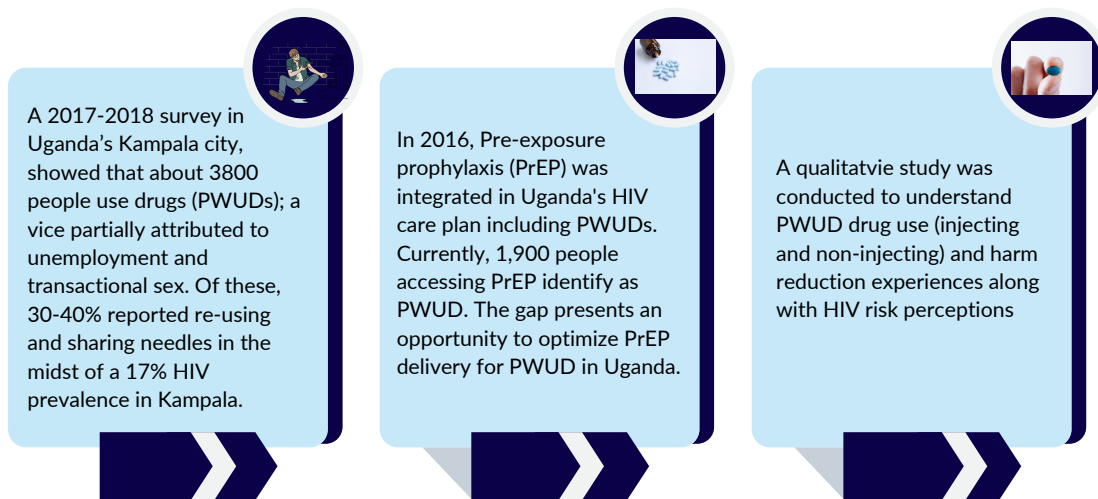 A 2017-2018 survey in
Uganda's Kampala city,
showed that about 3800
people use drugs (PWUDs); a
vice partially attributed to
unemployment and
transactional sex. Of these,
30-40% reported re-using
and sharing needles in the
midst of a 17% HIV
prevalence in Kampala.
In 2016, Pre-exposure
prophylaxis (PrEP) was
integrated in Uganda's HIV
care plan including PWUDs.
Currently, 1,900 people
accessing PrEP identify as
PWUD. The gap presents an
opportunity to optimize PrEP
delivery for PWUD in Uganda.
A qualitatvie study was
conducted to understand
PWUD drug use (injecting
and non-injecting) and harm
reduction experiences along
with HIV risk perceptions